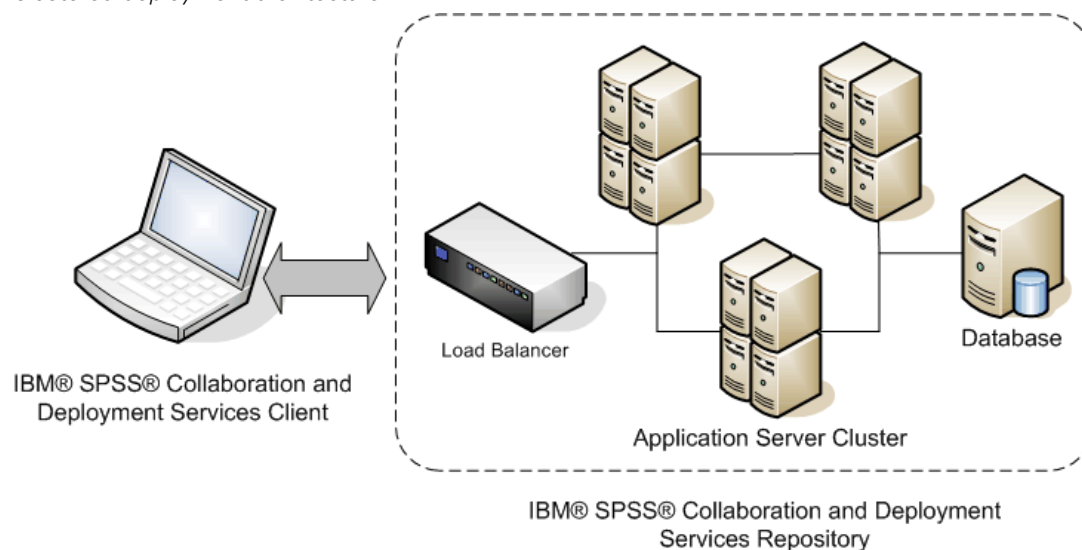 Load Balancer
Database
IBM® SPSS® Collaboration and
Deployment Services Client
Application Server Cluster
IBM® SPSS® Collaboration and Deployment
Services Repository